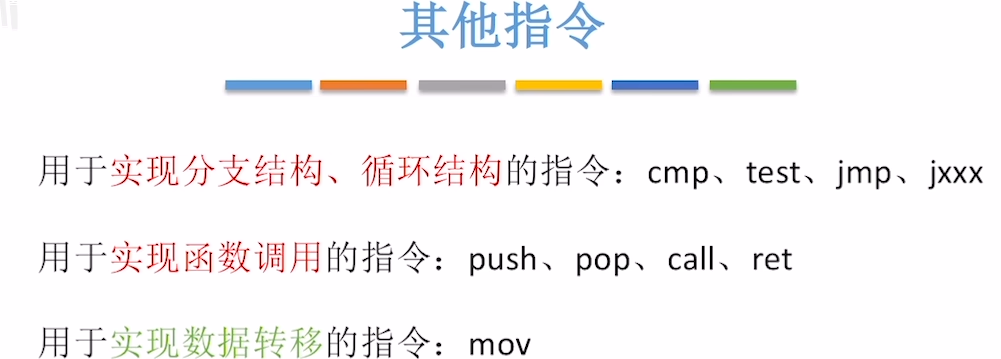 其他指令
用于实现分支结构、循环结构的指令：cmp、test、jmp、jxxx
用于实现函数调用的指令：push、pop、call、ret
用于实现数据转移的指令：mov